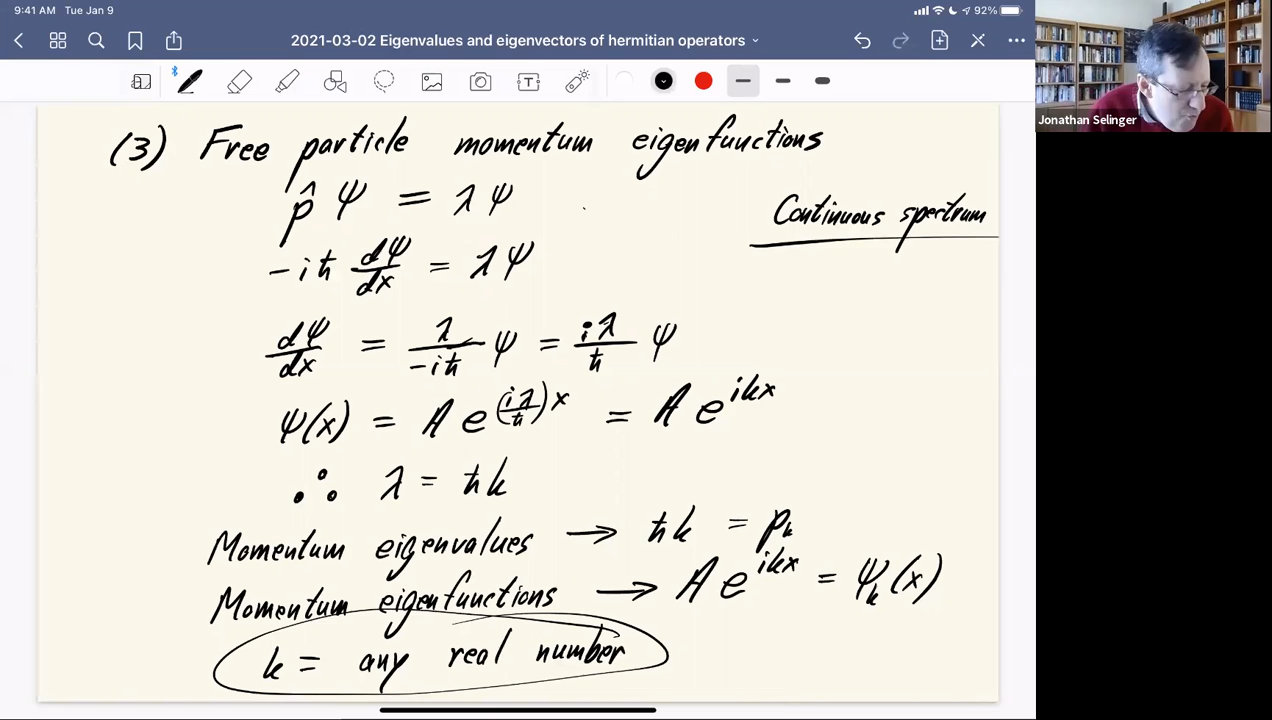 9:41 AM Tue Jan 9
92%
2021-03-02 Eigenvalues and eigenvectors of hermitian operators
T
Jonathan Selinger
(3) Free particle momentum eigenfunctions
p̂ ψ = λ ψ
Continuous spectrum
-iħ dψ/dx = λ ψ
dψ/dx = λ/-iħ ψ = iλ/ħ ψ
ψ(x) = A e^(iλ/ħ)x = A e^ikx
∴ λ = ħk
Momentum eigenvalues → ħk = p_k
Momentum eigenfunctions → A e^ikx = ψ_k(x)
k = any real number